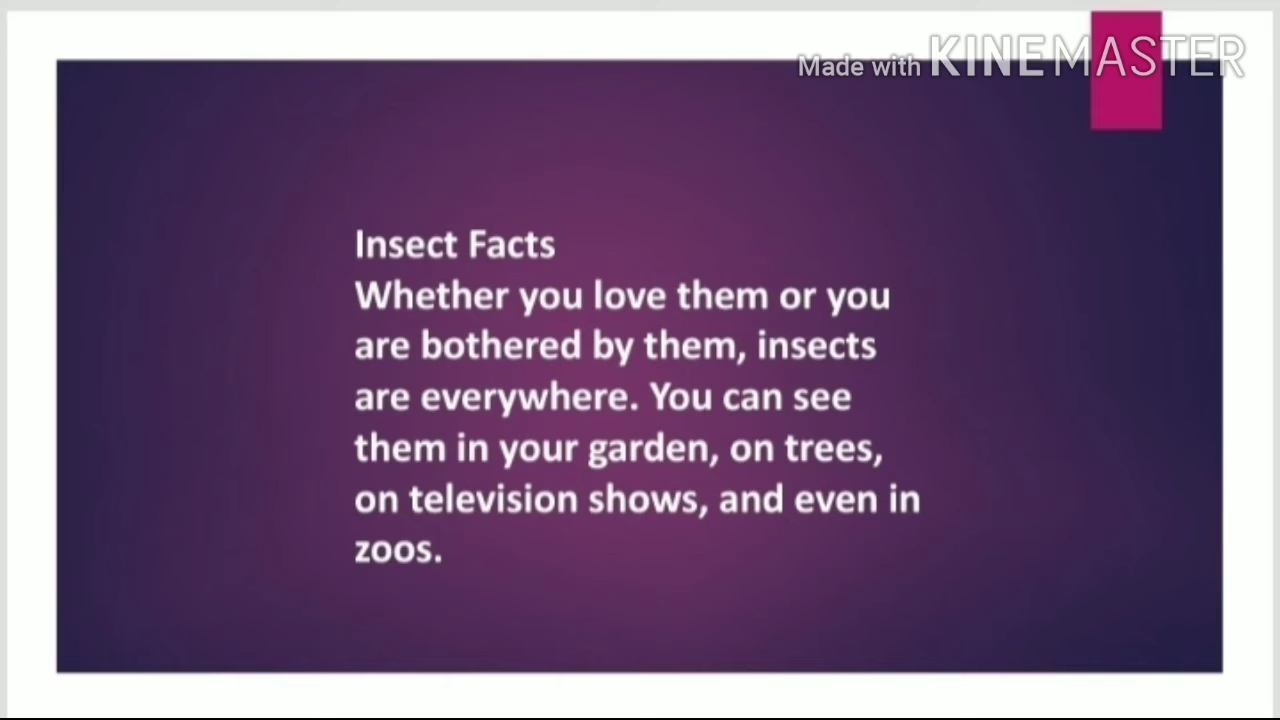 Made with KINEMASTER
Insect Facts
Whether you love them or you
are bothered by them, insects
are everywhere. You can see
them in your garden, on trees,
on television shows, and even in
zoos.